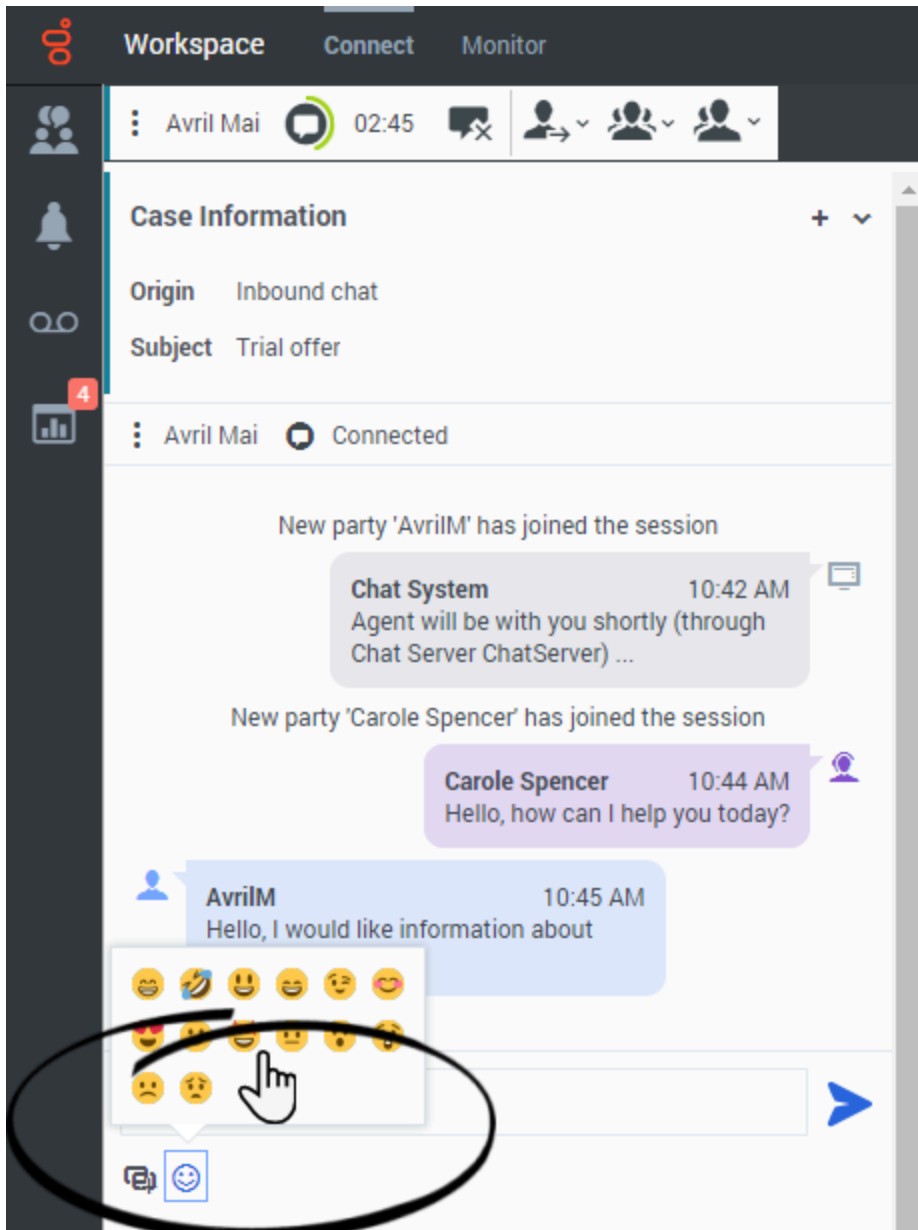 Workspace Connect Monitor
Avril Mai 02:45
4
Case Information
Origin Inbound chat
Subject Trial offer
Avril Mai Connected
New party 'AvrilM' has joined the session
Chat System 10:42 AM
Agent will be with you shortly (through
Chat Server ChatServer) ...
New party 'Carole Spencer' has joined the session
Carole Spencer 10:44 AM
Hello, how can I help you today?
AvrilM 10:45 AM
Hello, I would like information about